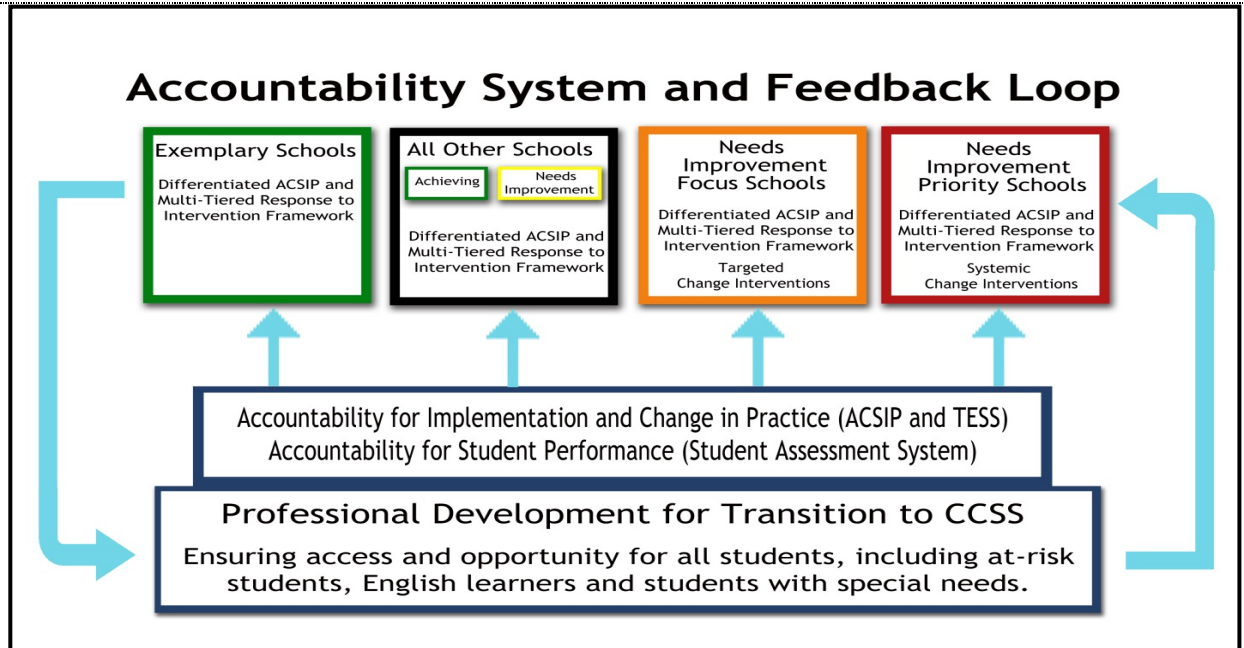 Accountability System and Feedback Loop
Exemplary Schools
Differentiated ACSIP and
Multi-Tiered Response to
Intervention Framework
All Other Schools
Achieving
Needs
Improvement
Differentiated ACSIP and
Multi-Tiered Response to
Intervention Framework
Needs
Improvement
Focus Schools
Differentiated ACSIP and
Multi-Tiered Response to
Intervention Framework
Targeted
Change Interventions
Needs
Improvement
Priority Schools
Differentiated ACSIP and
Multi-Tiered Response to
Intervention Framework
Systemic
Change Interventions
Accountability for Implementation and Change in Practice (ACSIP and TESS)
Accountability for Student Performance (Student Assessment System)
Professional Development for Transition to CCSS
Ensuring access and opportunity for all students, including at-risk
students, English learners and students with special needs.